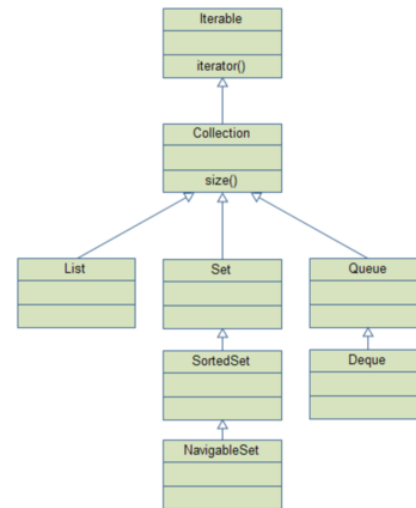 Iterable
iterator()
Collection
size()
List
Set
Queue
SortedSet
Deque
NavigableSet